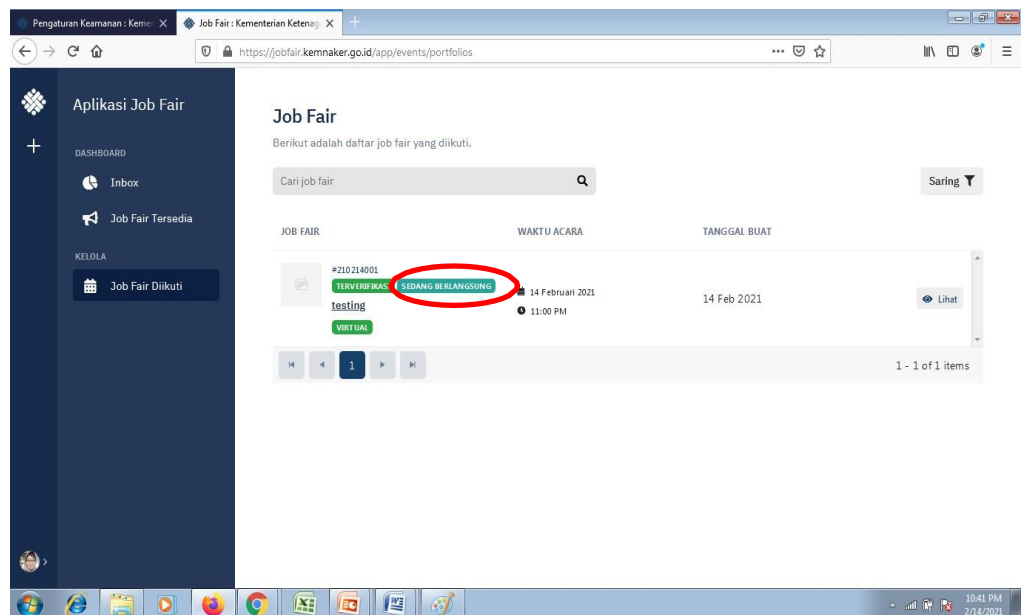 Pengaturan Keamanan : Kemen
Job Fair : Kementerian Ketenaga
https://jobfair.kemnaker.go.id/app/events/portfolios
Aplikasi Job Fair
DASHBOARD
Inbox
Job Fair Tersedia
KELOLA
Job Fair Diikuti
Job Fair
Berikut adalah daftar job fair yang diikuti.
Cari job fair
Saring
JOB FAIR WAKTU ACARA TANGGAL BUAT
#210214001
TERVERIFIKASI SEDANG BERLANGSUNG
testing
VIRTUAL
14 Februari 2021
11:00 PM
14 Feb 2021
Lihat
1
1 - 1 of 1 items
10:41 PM
2/14/2021